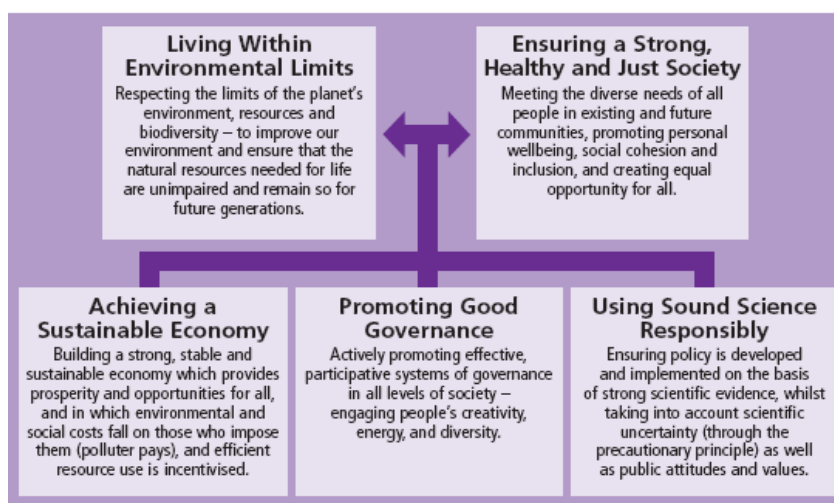 Living Within
Environmental Limits
Respecting the limits of the planet's
environment, resources and
biodiversity – to improve our
environment and ensure that the
natural resources needed for life
are unimpaired and remain so for
future generations.
Ensuring a Strong,
Healthy and Just Society
Meeting the diverse needs of all
people in existing and future
communities, promoting personal
wellbeing, social cohesion and
inclusion, and creating equal
opportunity for all.
Achieving a
Sustainable Economy
Building a strong, stable and
sustainable economy which provides
prosperity and opportunities for all,
and in which environmental and
social costs fall on those who impose
them (polluter pays), and efficient
resource use is incentivised.
Promoting Good
Governance
Actively promoting effective,
participative systems of governance
in all levels of society –
engaging people's creativity,
energy, and diversity.
Using Sound Science
Responsibly
Ensuring policy is developed
and implemented on the basis
of strong scientific evidence, whilst
taking into account scientific
uncertainty (through the
precautionary principle) as well
as public attitudes and values.